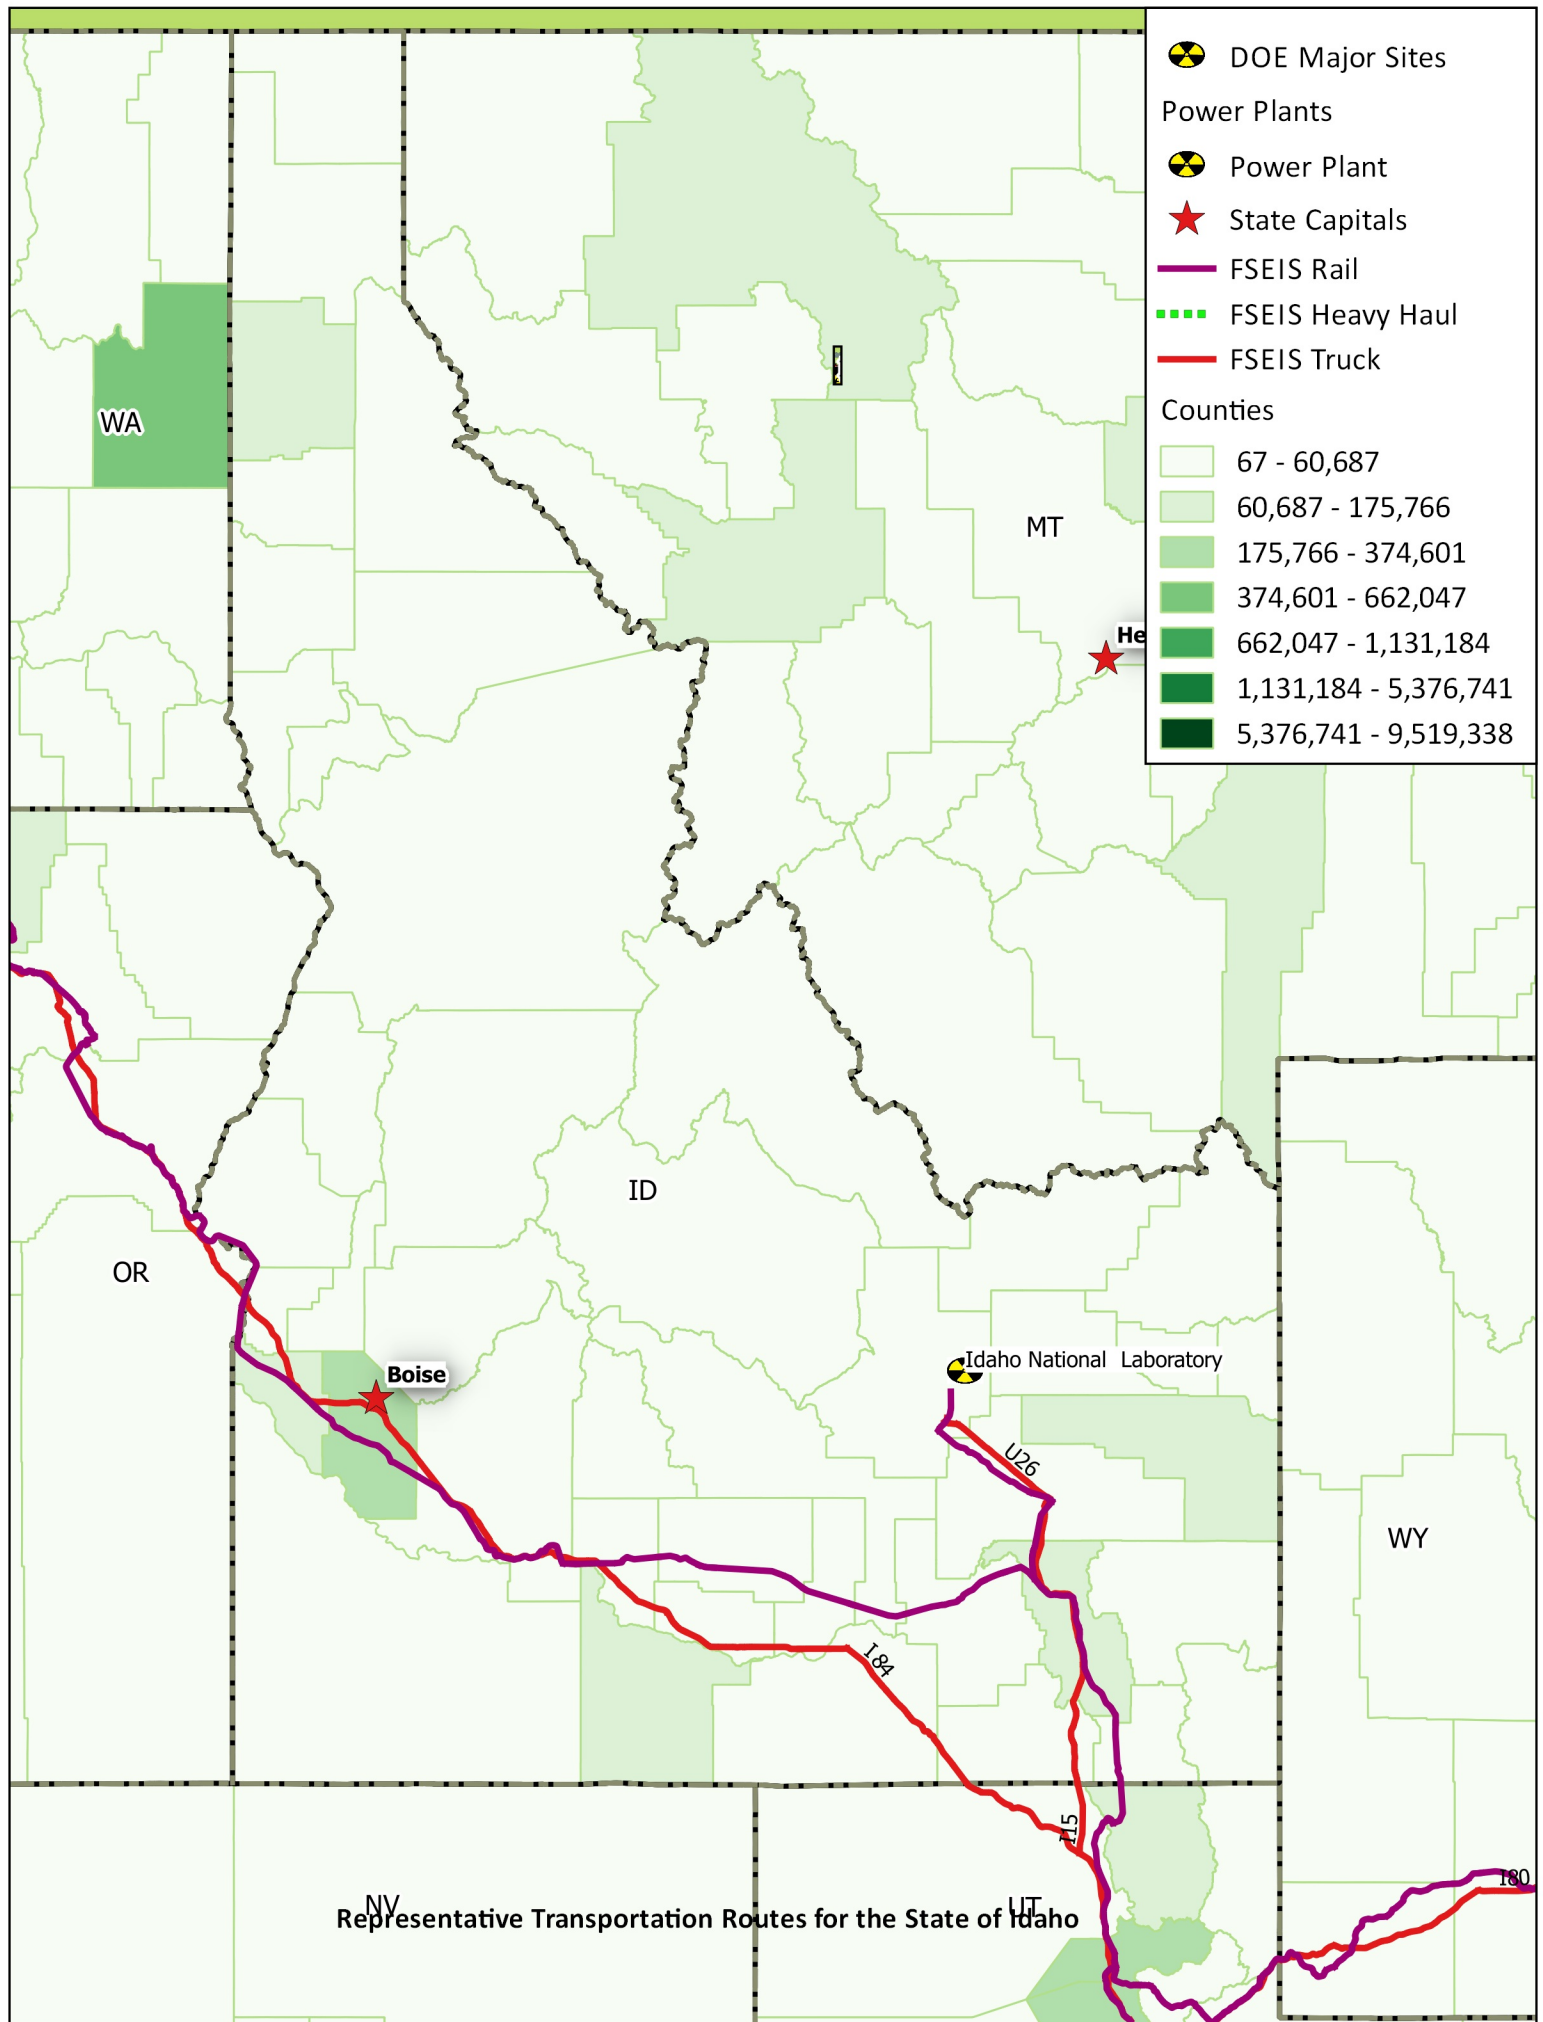 DOE Major Sites
Power Plants
Power Plant
State Capitals
FSEIS Rail
FSEIS Heavy Haul
FSEIS Truck
Counties
67 - 60,687
60,687 - 175,766
175,766 - 374,601
374,601 - 662,047
662,047 - 1,131,184
1,131,184 - 5,376,741
5,376,741 - 9,519,338
WA
MT
He
ID
OR
Idaho National Laboratory
Boise
U26
WY
I84
I15
I80
NV
UT
Representative Transportation Routes for the State of Idaho